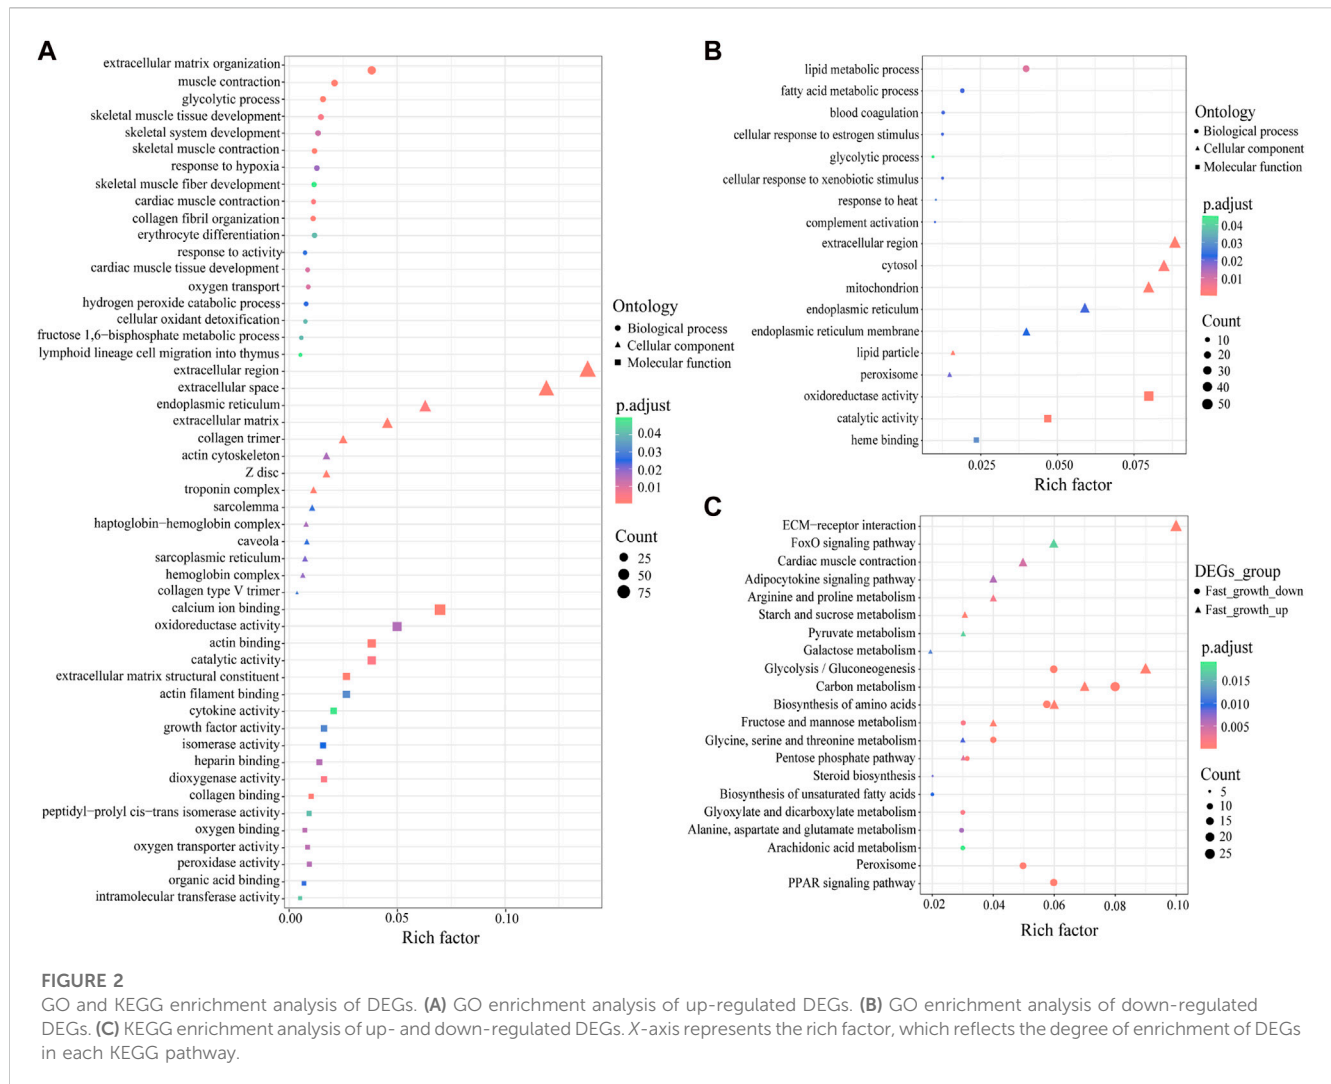 A
extracellular matrix organization
muscle contraction
glycolytic process
skeletal muscle tissue development
skeletal system development
skeletal muscle contraction
response to hypoxia
skeletal muscle fiber development
cardiac muscle contraction
collagen fibril organization
erythrocyte differentiation
response to activity
cardiac muscle tissue development
oxygen transport
hydrogen peroxide catabolic process
cellular oxidant detoxification
fructose 1,6−bisphosphate metabolic process
lymphoid lineage cell migration into thymus
extracellular region
extracellular space
endoplasmic reticulum
extracellular matrix
collagen trimer
actin cytoskeleton
Z disc
troponin complex
sarcolemma
haptoglobin−hemoglobin complex
caveola
sarcoplasmic reticulum
hemoglobin complex
collagen type V trimer
calcium ion binding
oxidoreductase activity
actin binding
catalytic activity
extracellular matrix structural constituent
actin filament binding
cytokine activity
growth factor activity
isomerase activity
heparin binding
dioxygenase activity
collagen binding
peptidyl−prolyl cis−trans isomerase activity
oxygen binding
oxygen transporter activity
peroxidase activity
organic acid binding
intramolecular transferase activity
0.00 0.05 0.10
Rich factor
Ontology
Biological process
Cellular component
Molecular function
p.adjust
0.04
0.03
0.02
0.01
Count
25
50
75
B
lipid metabolic process
fatty acid metabolic process
blood coagulation
cellular response to estrogen stimulus
glycolytic process
cellular response to xenobiotic stimulus
response to heat
complement activation
extracellular region
cytosol
mitochondrion
endoplasmic reticulum
endoplasmic reticulum membrane
lipid particle
peroxisome
oxidoreductase activity
catalytic activity
heme binding
0.025 0.050 0.075
Rich factor
Ontology
Biological process
Cellular component
Molecular function
p.adjust
0.04
0.03
0.02
0.01
Count
10
20
30
40
50
C
ECM−receptor interaction
FoxO signaling pathway
Cardiac muscle contraction
Adipocytokine signaling pathway
Arginine and proline metabolism
Starch and sucrose metabolism
Pyruvate metabolism
Galactose metabolism
Glycolysis / Gluconeogenesis
Carbon metabolism
Biosynthesis of amino acids
Fructose and mannose metabolism
Glycine, serine and threonine metabolism
Pentose phosphate pathway
Steroid biosynthesis
Biosynthesis of unsaturated fatty acids
Glyoxylate and dicarboxylate metabolism
Alanine, aspartate and glutamate metabolism
Arachidonic acid metabolism
Peroxisome
PPAR signaling pathway
0.02 0.04 0.06 0.08 0.10
Rich factor
DEGs_group
Fast_growth_down
Fast_growth_up
p.adjust
0.015
0.010
0.005
Count
5
10
15
20
25
FIGURE 2
GO and KEGG enrichment analysis of DEGs. (A) GO enrichment analysis of up-regulated DEGs. (B) GO enrichment analysis of down-regulated
DEGs. (C) KEGG enrichment analysis of up- and down-regulated DEGs. X-axis represents the rich factor, which reflects the degree of enrichment of DEGs
in each KEGG pathway.